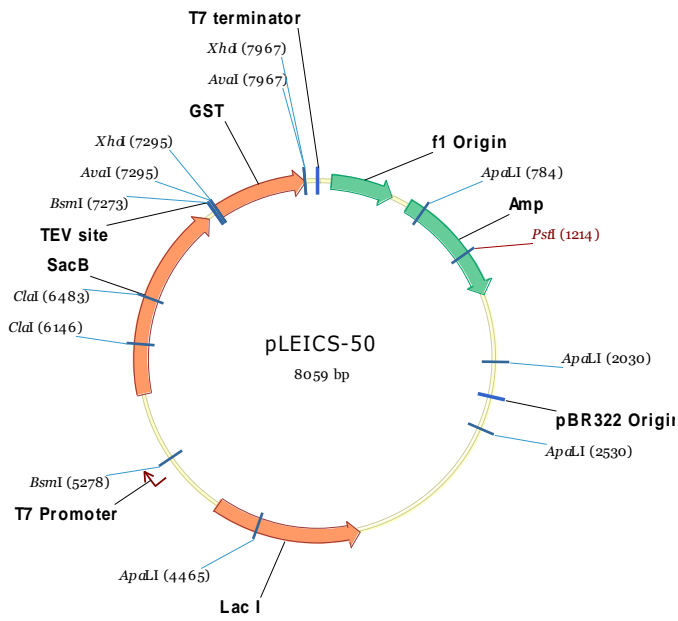 T7 terminator
XhoI (7967)
AvaI (7967)
GST
f1 Origin
XhoI (7295)
ApaLI (784)
AvaI (7295)
Amp
BsmI (7273)
PstI (1214)
TEV site
SacB
ClaI (6483)
ClaI (6146)
pLEICS-50
8059 bp
ApaLI (2030)
pBR322 Origin
ApaLI (2530)
BsmI (5278)
T7 Promoter
ApaLI (4465)
Lac I